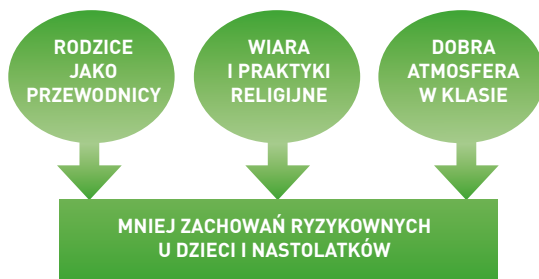 RODZICE
JAKO
PRZEWODNICY
WIARA
I PRAKTYKI
RELIGIJNE
DOBRA
ATMOSFERA
W KLASIE
MNIEJ ZACHOWAŃ RYZYKOWNYCH
U DZIECI I NASTOLATKÓW